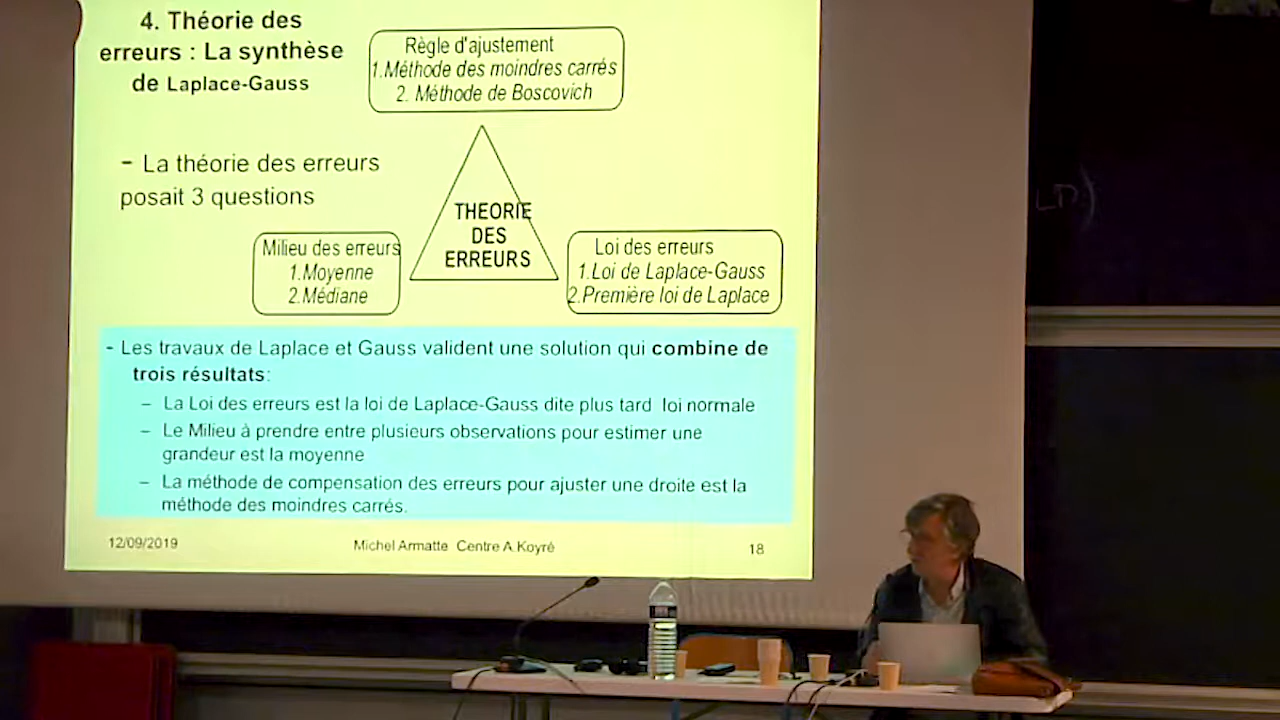 4. Théorie des
erreurs : La synthèse
de Laplace-Gauss
Règle d'ajustement
1.Méthode des moindres carrés
2. Méthode de Boscovich
- La théorie des erreurs
posait 3 questions
THEORIE
DES
ERREURS
Milieu des erreurs
1.Moyenne
2.Médiane
Loi des erreurs
1.Loi de Laplace-Gauss
2.Première loi de Laplace
- Les travaux de Laplace et Gauss valident une solution qui combine de
trois résultats:
– La Loi des erreurs est la loi de Laplace-Gauss dite plus tard loi normale
– Le Milieu à prendre entre plusieurs observations pour estimer une
grandeur est la moyenne
– La méthode de compensation des erreurs pour ajuster une droite est la
méthode des moindres carrés.
12/09/2019
Michel Armatte Centre A.Koyré
18